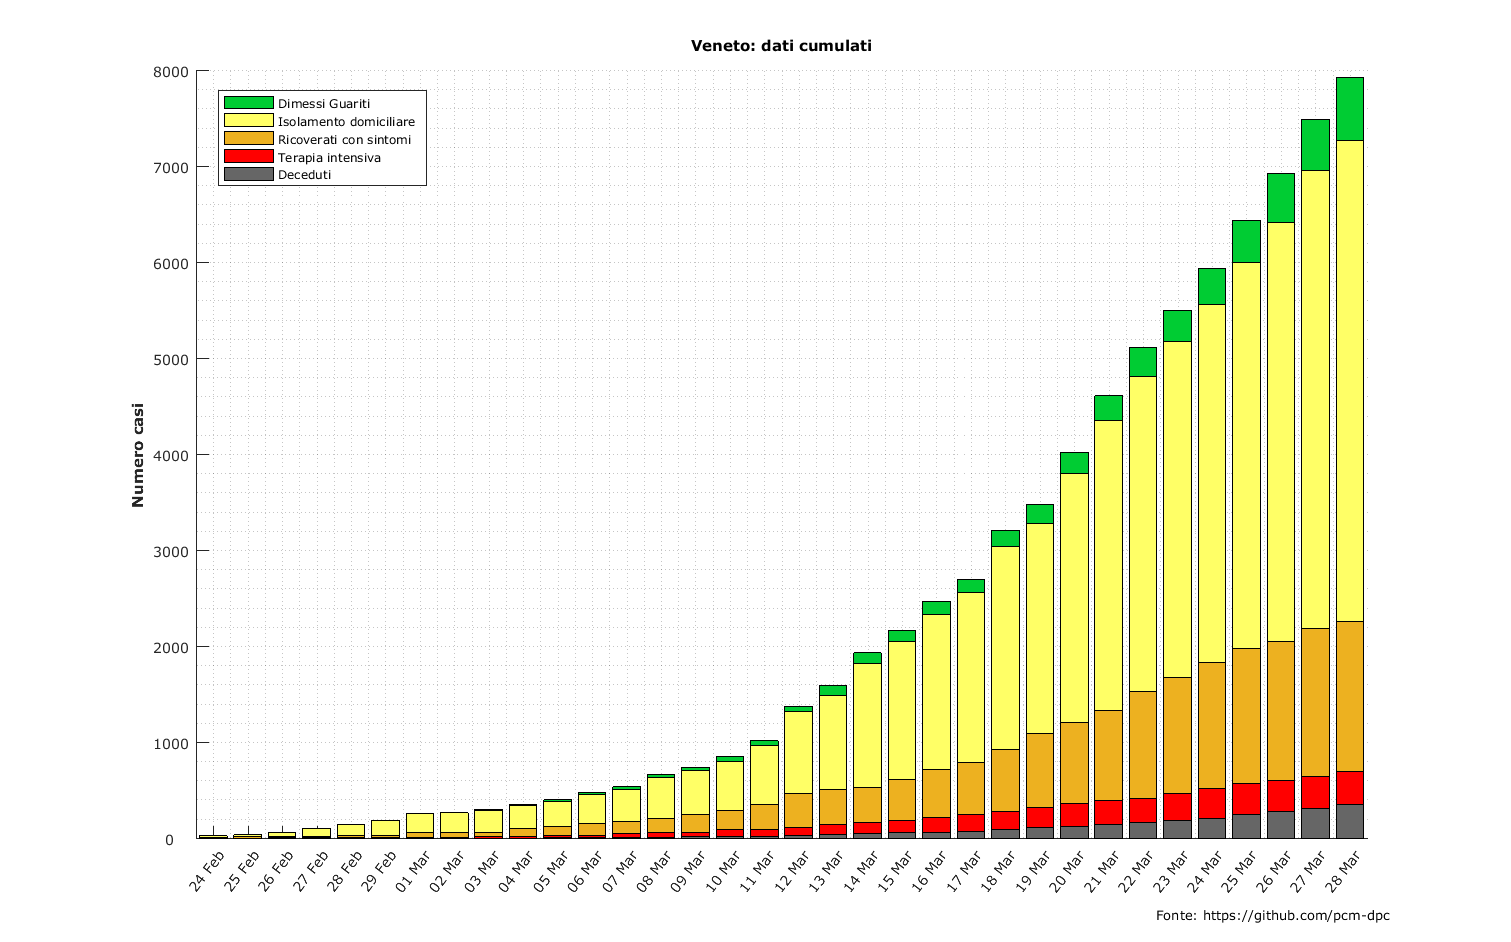 Veneto: dati cumulati
8000
7000
6000
5000
4000
3000
2000
1000
0
Numero casi
Dimessi Guariti
Isolamento domiciliare
Ricoverati con sintomi
Terapia intensiva
Deceduti
24 Feb
25 Feb
26 Feb
27 Feb
28 Feb
29 Feb
01 Mar
02 Mar
03 Mar
04 Mar
05 Mar
06 Mar
07 Mar
08 Mar
09 Mar
10 Mar
11 Mar
12 Mar
13 Mar
14 Mar
15 Mar
16 Mar
17 Mar
18 Mar
19 Mar
20 Mar
21 Mar
22 Mar
23 Mar
24 Mar
25 Mar
26 Mar
27 Mar
28 Mar
Fonte: https://github.com/pcm-dpc